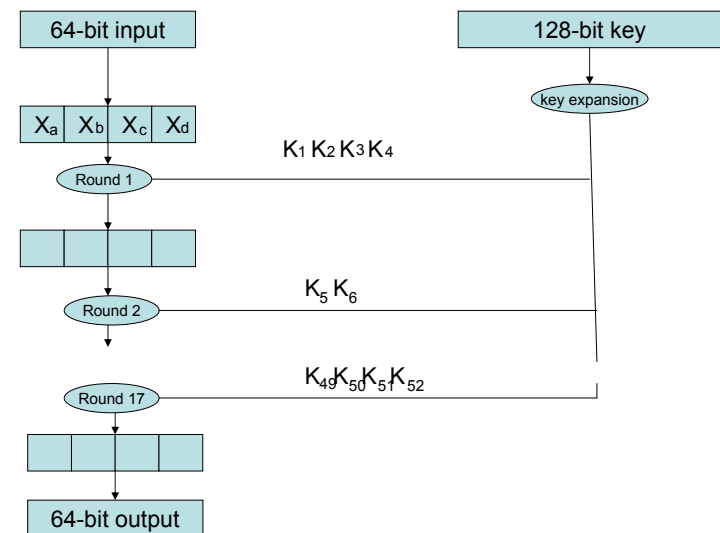 64-bit input
128-bit key
key expansion
Xa Xb Xc Xd
K1 K2 K3 K4
Round 1
K5 K6
Round 2
K49K50K51K52
Round 17
64-bit output